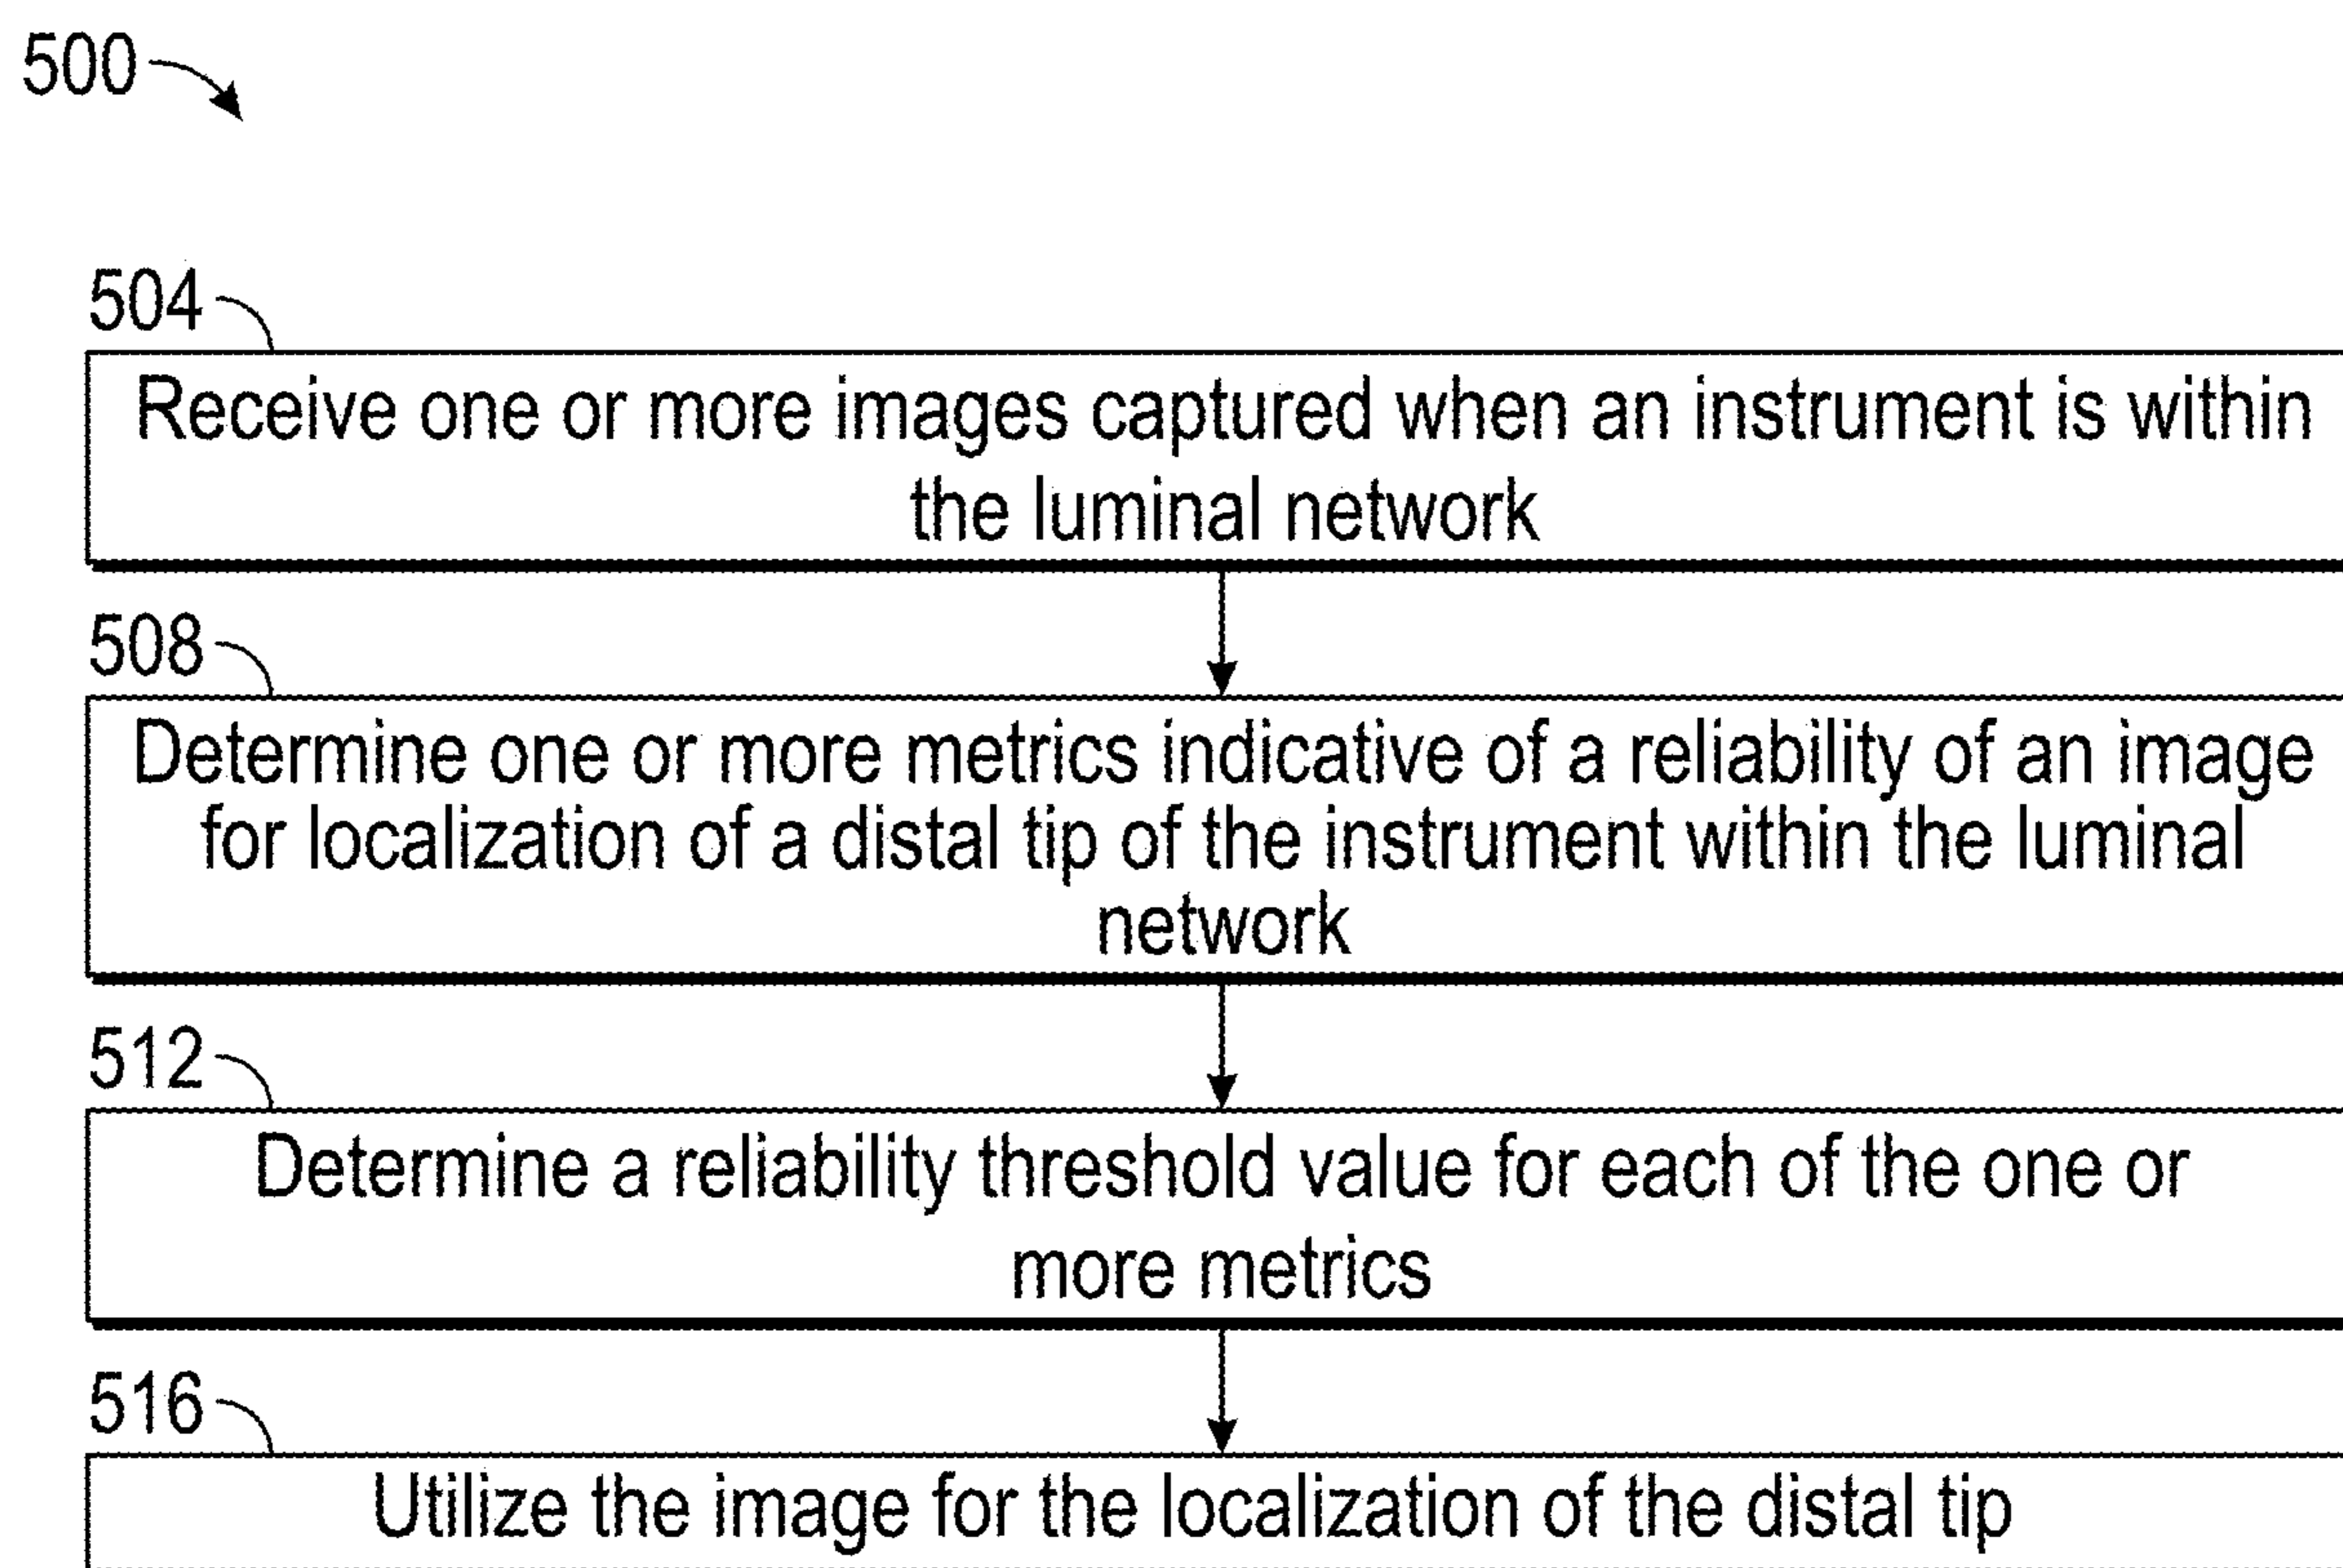 500
504
Receive one or more images captured when an instrument is within
the luminal network
508
Determine one or more metrics indicative of a reliability of an image
for localization of a distal tip of the instrument within the luminal
network
512
Determine a reliability threshold value for each of the one or
more metrics
516
Utilize the image for the localization of the distal tip